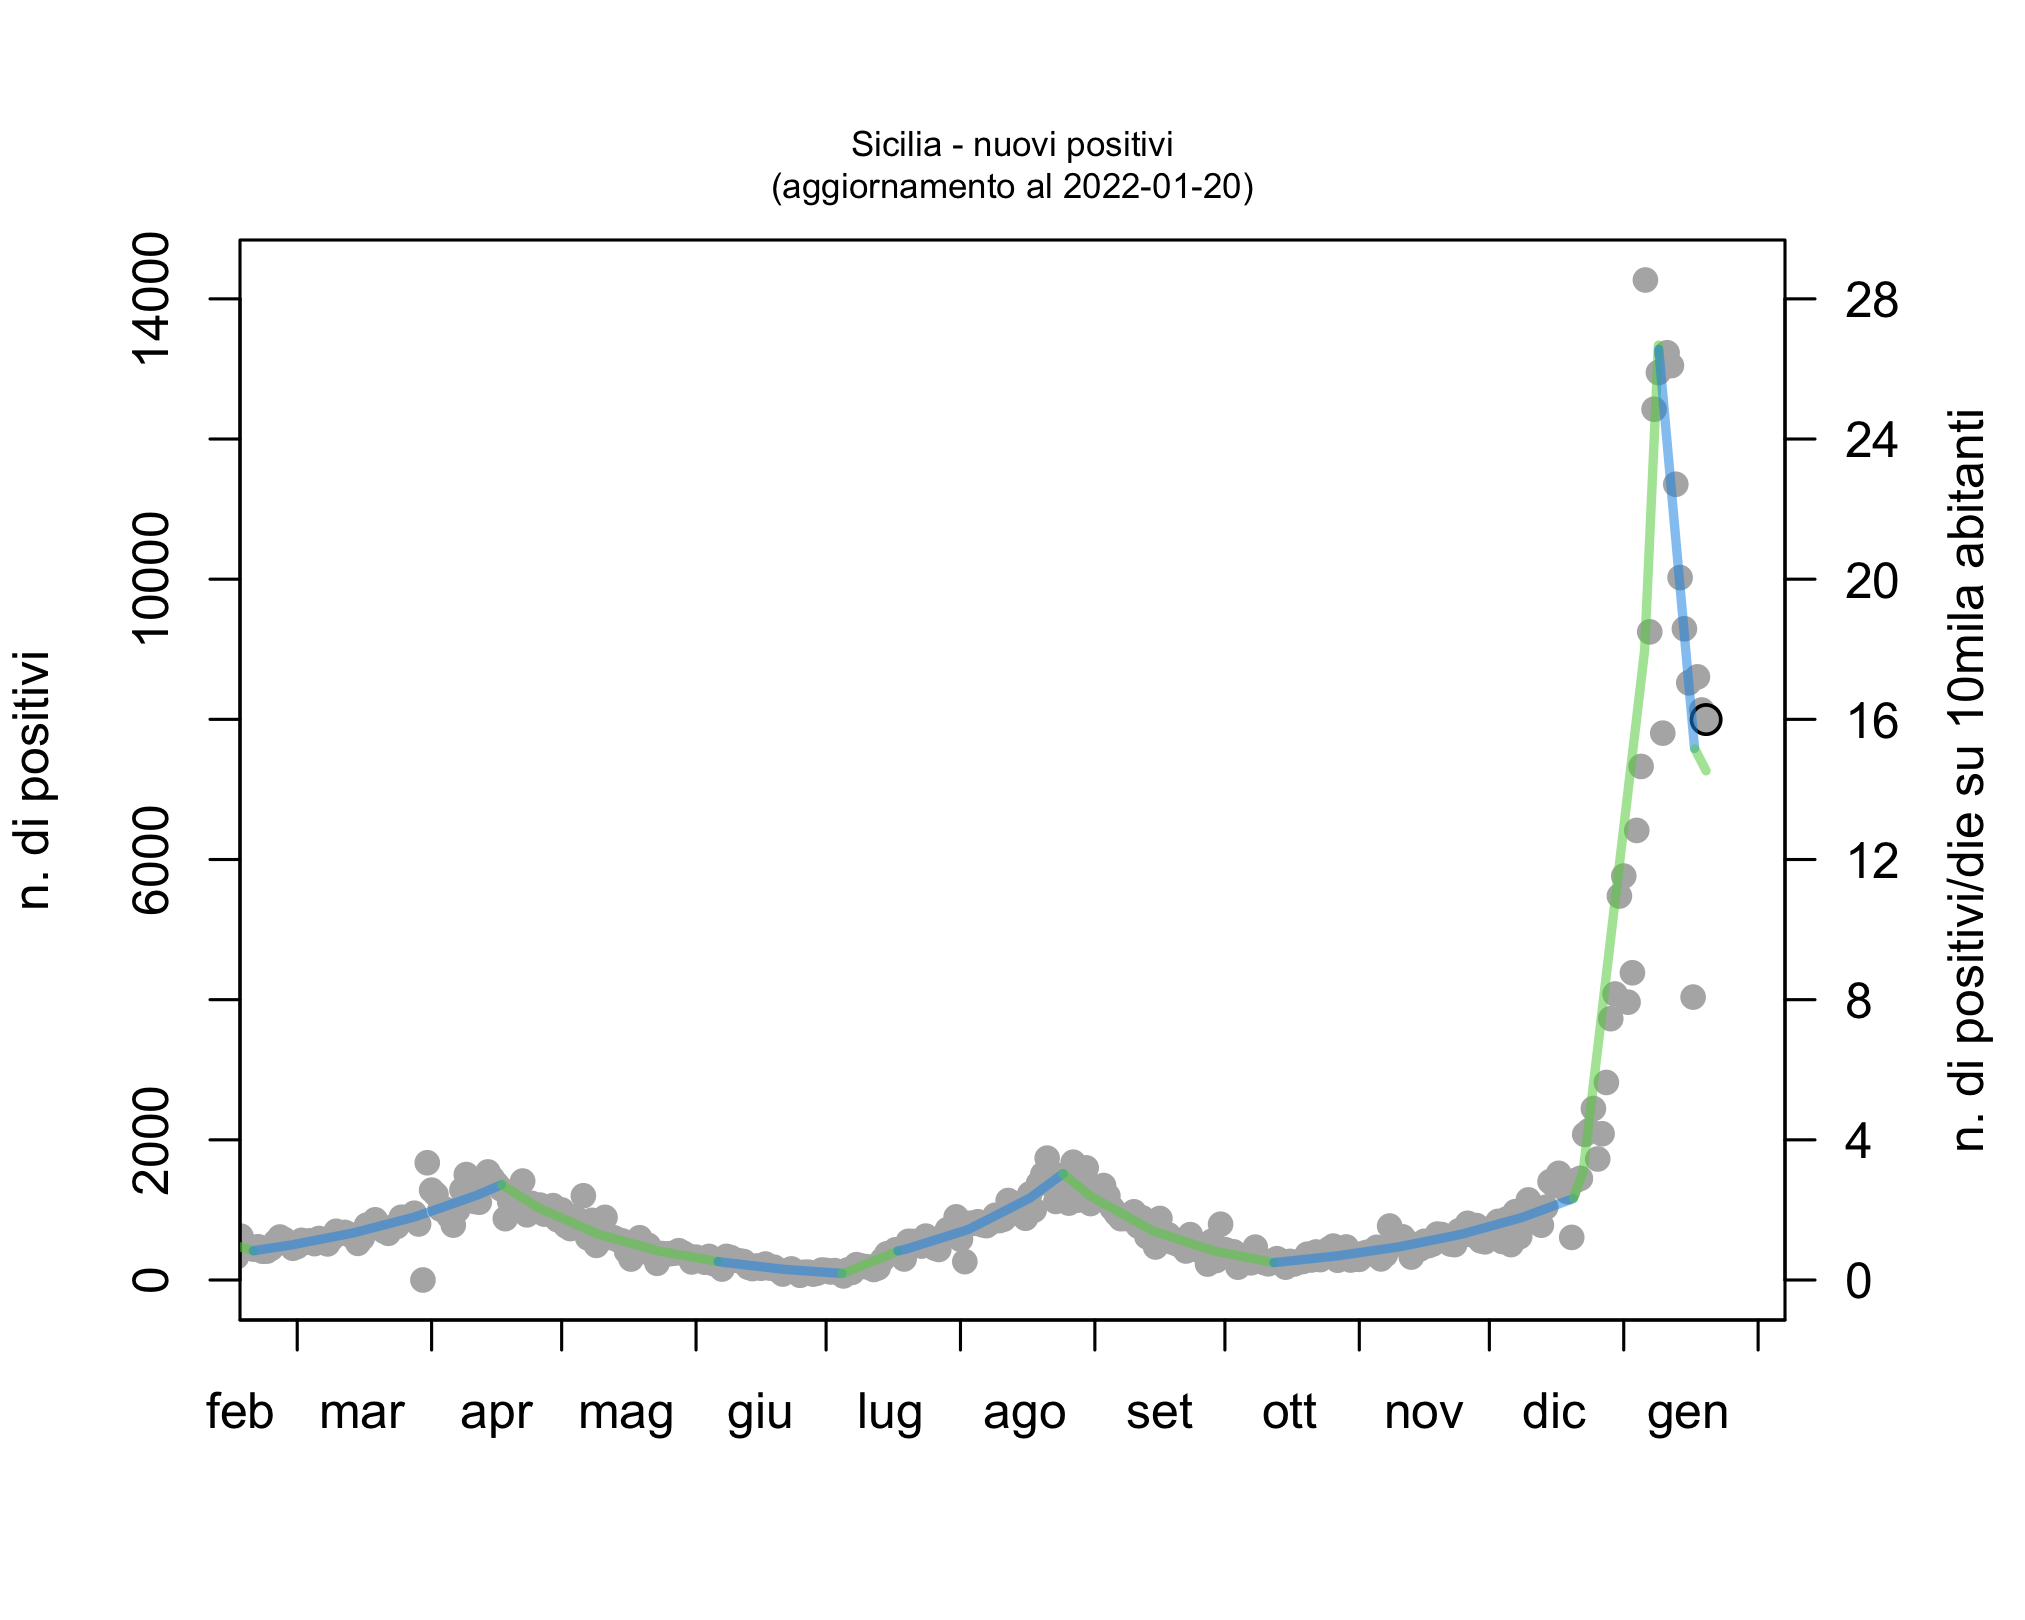 Sicilia - nuovi positivi
(aggiornamento al 2022-01-20)
n. di positivi
14000
10000
6000
2000
0
28
24
20
16
12
8
4
0
n. di positivi/die su 10mila abitanti
feb mar apr mag giu lug ago set ott nov dic gen